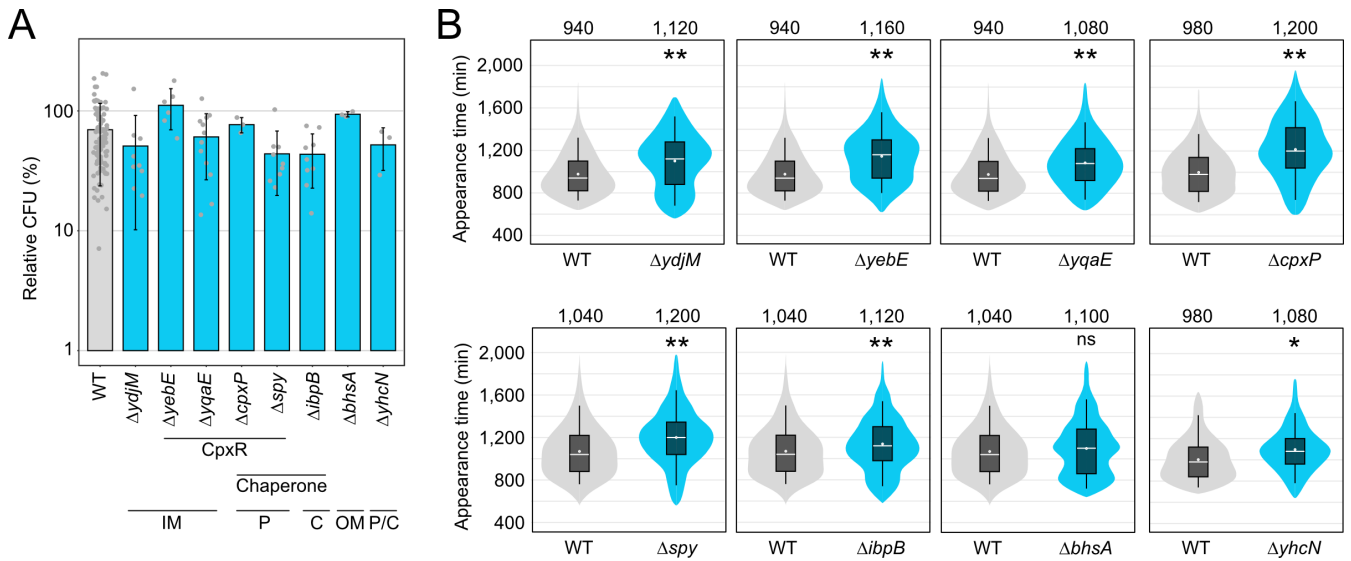 A
Relative CFU (%)
100
10
1
WT
ΔydjM
ΔyebE
ΔyqaE
ΔcpxP
Δspy
ΔibpB
ΔbhsA
ΔyhcN
CpxR
Chaperone
IM P C OM P/C
B
940 1,120 940 1,160 940 1,080 980 1,200
** ** ** **
Appearance time (min)
2,000
1,600
1,200
800
400
WT ΔydjM WT ΔyebE WT ΔyqaE WT ΔcpxP
1,040 1,200 1,040 1,120 1,040 1,100 980 1,080
** ** ns *
Appearance time (min)
2,000
1,600
1,200
800
400
WT Δspy WT ΔibpB WT ΔbhsA WT ΔyhcN